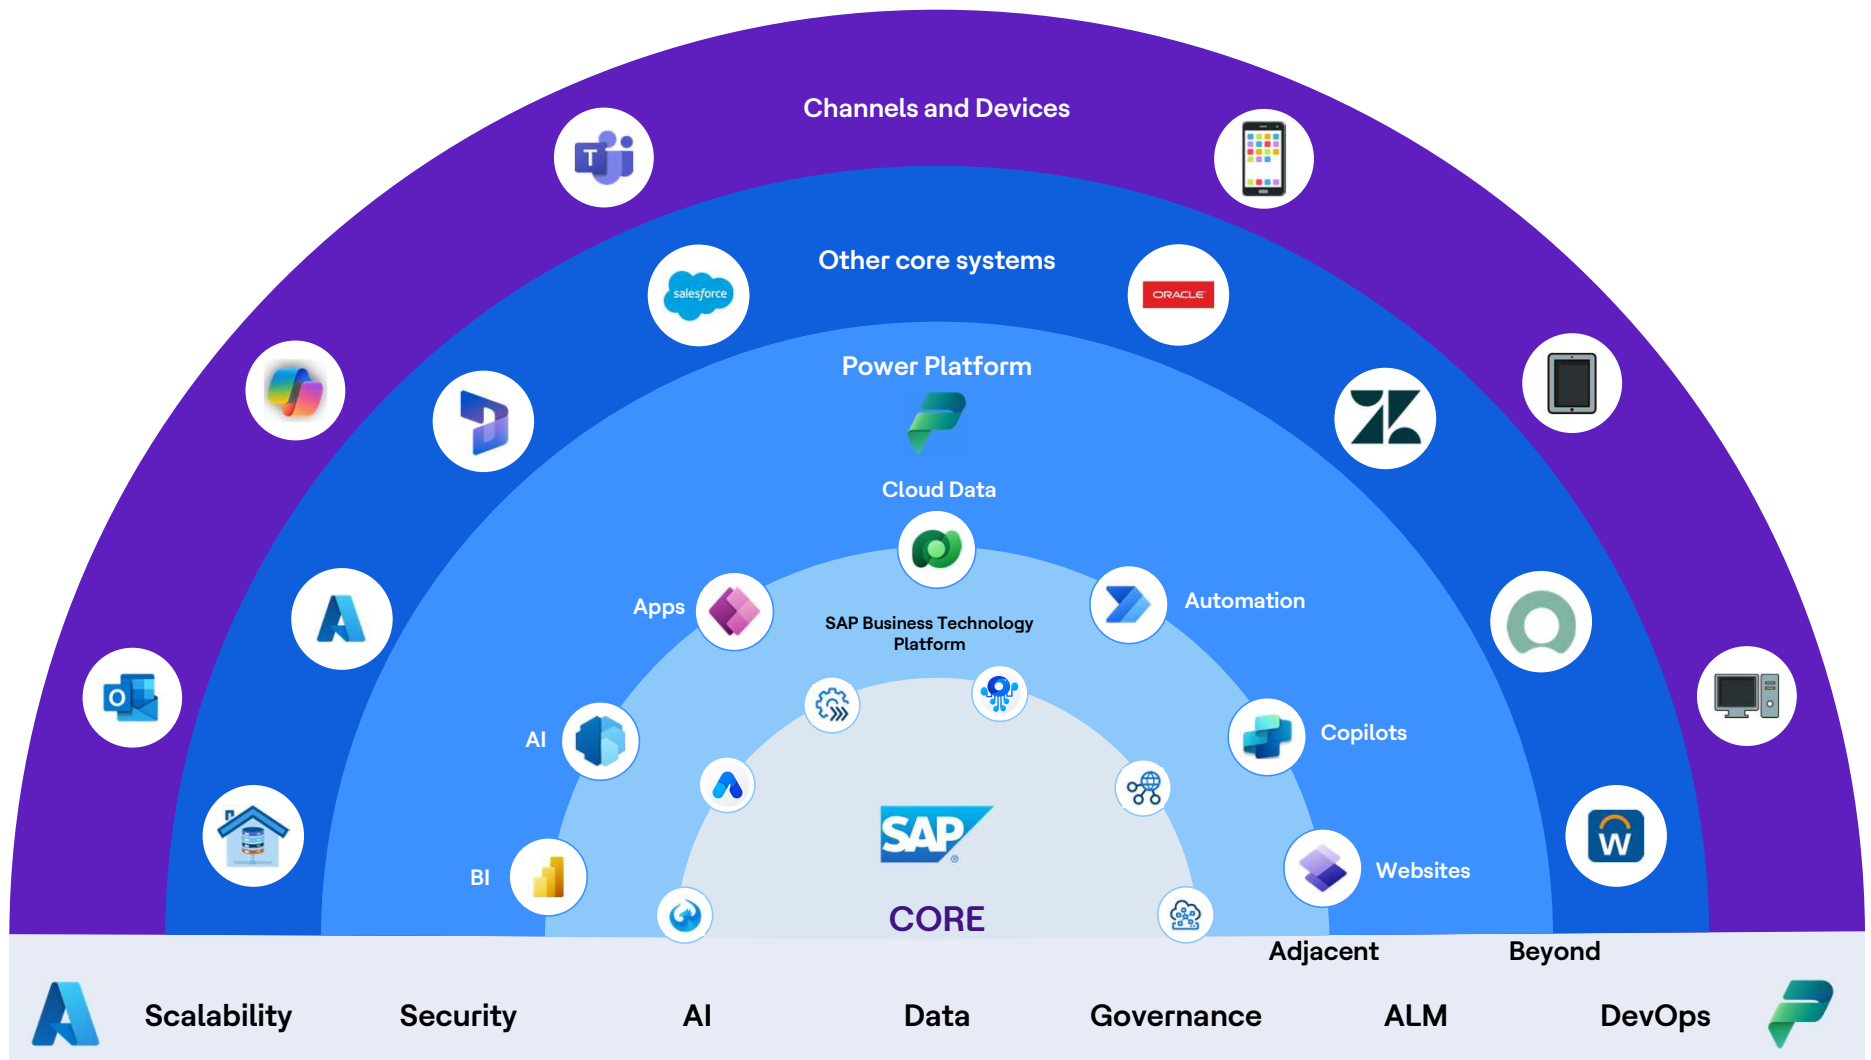 Channels and Devices
T
Other core systems
salesforce
ORACLE
Power Platform
Cloud Data
Apps
Automation
SAP Business Technology
Platform
O
AI
Copilots
SAP
®
W
BI
Websites
CORE
Adjacent
Beyond
Scalability
Security
AI
Data
Governance
ALM
DevOps